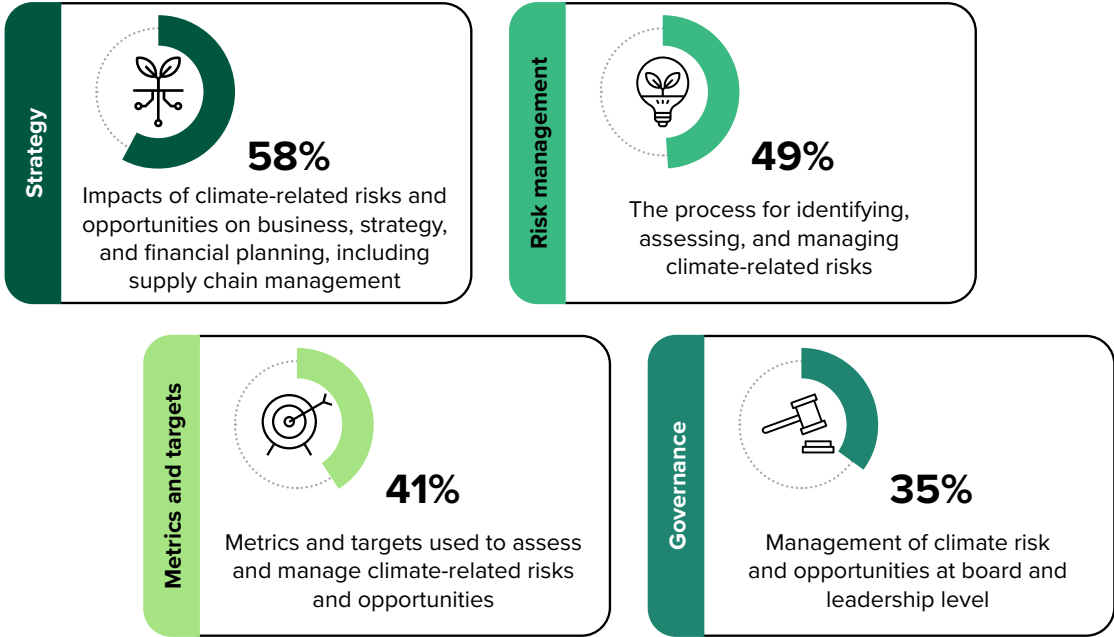 Strategy
58%
Impacts of climate-related risks and
opportunities on business, strategy,
and financial planning, including
supply chain management
Risk management
49%
The process for identifying,
assessing, and managing
climate-related risks
Metrics and targets
41%
Metrics and targets used to assess
and manage climate-related risks
and opportunities
Governance
35%
Management of climate risk
and opportunities at board and
leadership level